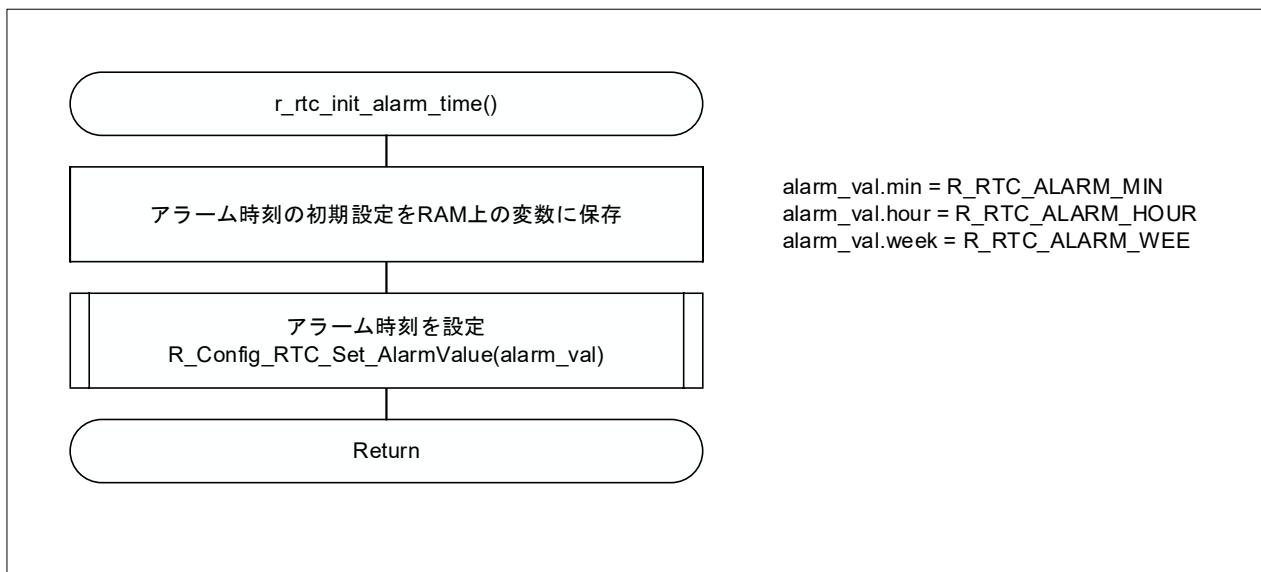 r_rtc_init_alarm_time()
アラーム時刻の初期設定をRAM上の変数に保存
alarm_val.min = R_RTC_ALARM_MIN
alarm_val.hour = R_RTC_ALARM_HOUR
alarm_val.week = R_RTC_ALARM_WEE
アラーム時刻を設定
R_Config_RTC_Set_AlarmValue(alarm_val)
Return